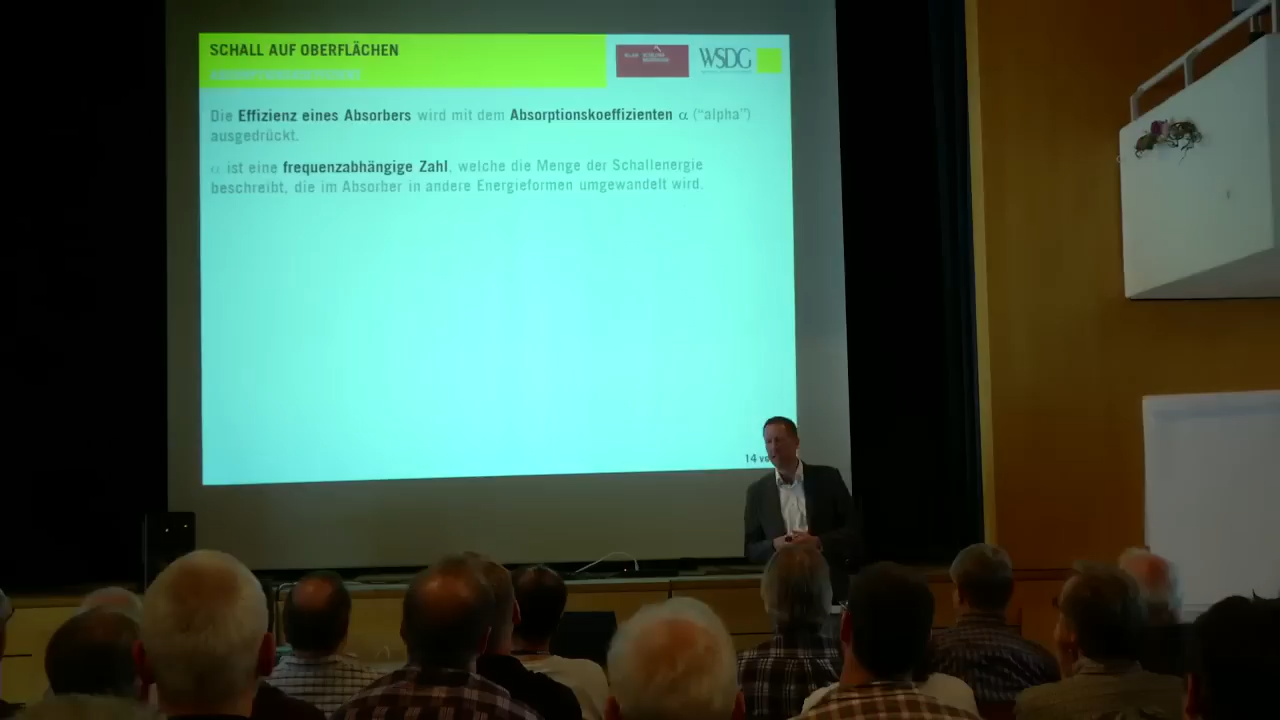 SCHALL AUF OBERFLÄCHEN
WSDG
Die Effizienz eines Absorbers wird mit dem Absorptionskoeffizienten α (“alpha”)
ausgedrückt.
α ist eine frequenzabhängige Zahl, welche die Menge der Schallenergie
beschreibt, die im Absorber in andere Energieformen umgewandelt wird.
14